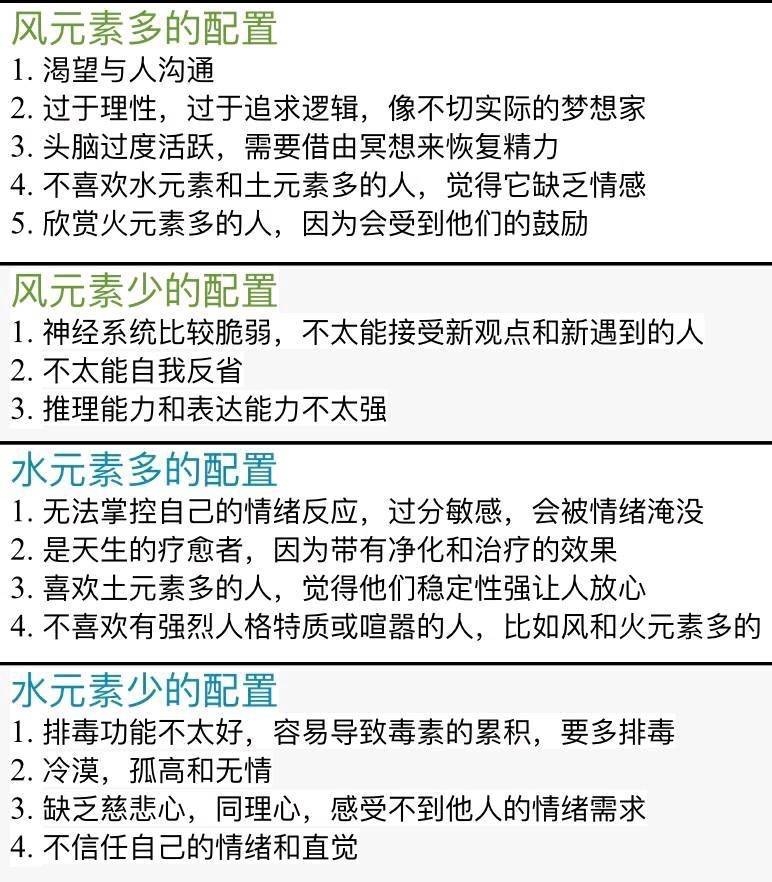 风元素多的配置
1. 渴望与人沟通
2. 过于理性，过于追求逻辑，像不切实际的梦想家
3. 头脑过度活跃，需要借由冥想来恢复精力
4. 不喜欢水元素和土元素多的人，觉得它缺乏情感
5. 欣赏火元素多的人，因为会受到他们的鼓励
风元素少的配置
1. 神经系统比较脆弱，不太能接受新观点和新遇到的人
2. 不太能自我反省
3. 推理能力和表达能力不太强
水元素多的配置
1. 无法掌控自己的情绪反应，过分敏感，会被情绪淹没
2. 是天生的疗愈者，因为带有净化和治疗的效果
3. 喜欢土元素多的人，觉得他们稳定性强让人放心
4. 不喜欢有强烈人格特质或喧嚣的人，比如风和火元素多的
水元素少的配置
1. 排毒功能不太好，容易导致毒素的累积，要多排毒
2. 冷漠，孤高和无情
3. 缺乏慈悲心，同理心，感受不到他人的情绪需求
4. 不信任自己的情绪和直觉